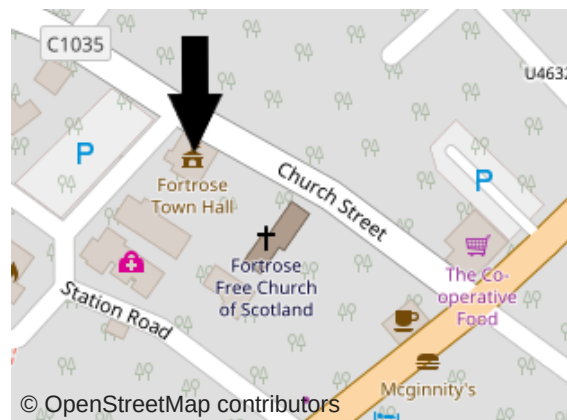 C1035
U4632
P
Church Street
P
Fortrose
Town Hall
Fortrose
Free Church
of Scotland
The Co-
operative
Food
Station Road
Mcginnity's
© OpenStreetMap contributors